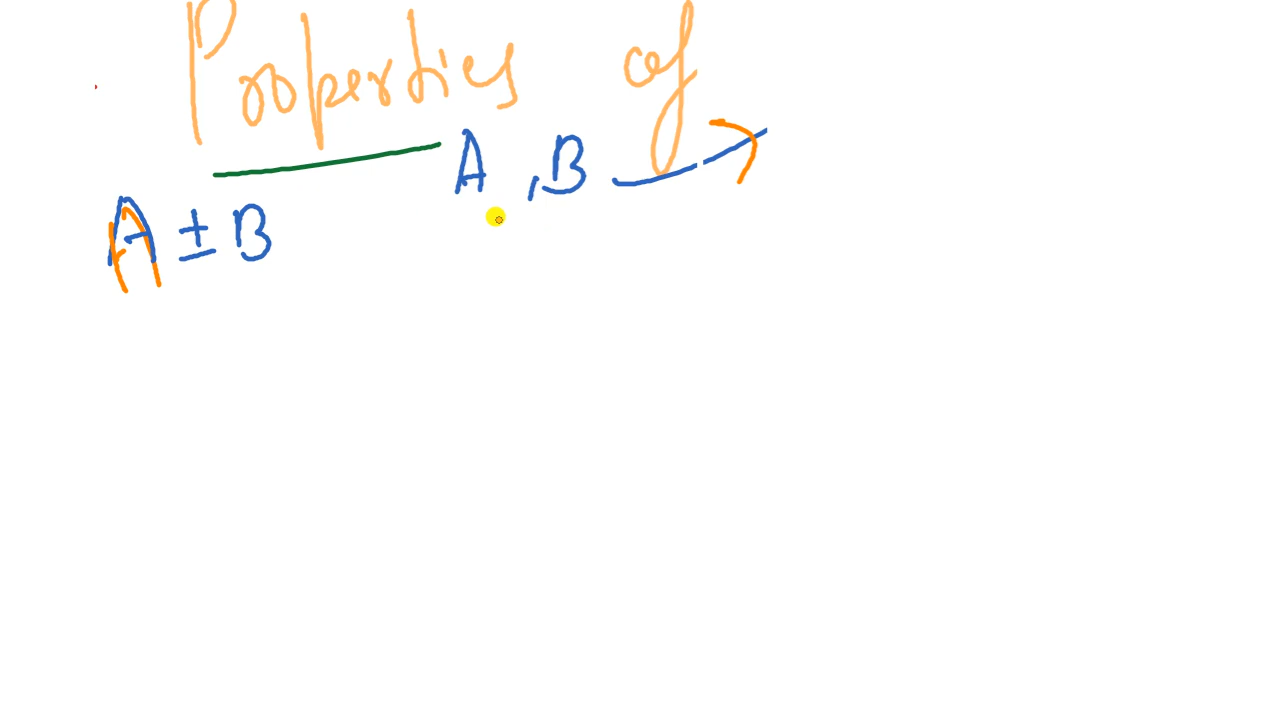 Properties of
A , B
A ± B